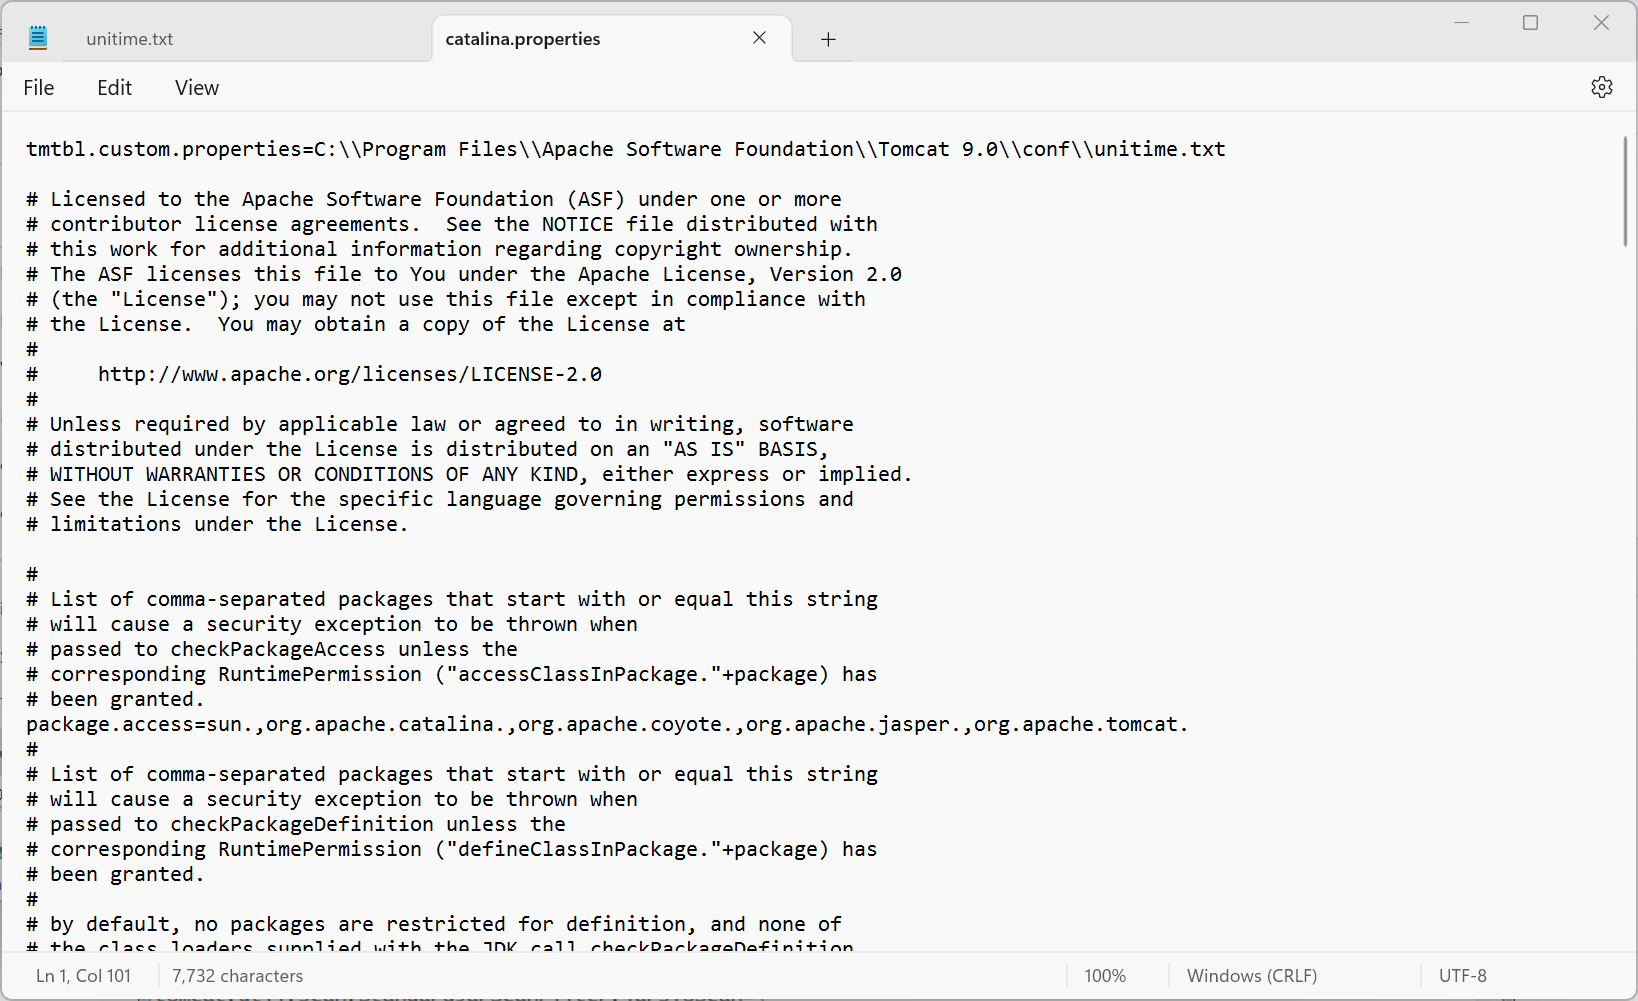 unitime.txt
catalina.properties
File Edit View
tmtbl.custom.properties=C:\\Program Files\\Apache Software Foundation\\Tomcat 9.0\\conf\\unitime.txt
# Licensed to the Apache Software Foundation (ASF) under one or more
# contributor license agreements.  See the NOTICE file distributed with
# this work for additional information regarding copyright ownership.
# The ASF licenses this file to You under the Apache License, Version 2.0
# (the "License"); you may not use this file except in compliance with
# the License.  You may obtain a copy of the License at
#
#     http://www.apache.org/licenses/LICENSE-2.0
#
# Unless required by applicable law or agreed to in writing, software
# distributed under the License is distributed on an "AS IS" BASIS,
# WITHOUT WARRANTIES OR CONDITIONS OF ANY KIND, either express or implied.
# See the License for the specific language governing permissions and
# limitations under the License.
#
# List of comma-separated packages that start with or equal this string
# will cause a security exception to be thrown when
# passed to checkPackageAccess unless the
# corresponding RuntimePermission ("accessClassInPackage."+package) has
# been granted.
package.access=sun.,org.apache.catalina.,org.apache.coyote.,org.apache.jasper.,org.apache.tomcat.
#
# List of comma-separated packages that start with or equal this string
# will cause a security exception to be thrown when
# passed to checkPackageDefinition unless the
# corresponding RuntimePermission ("defineClassInPackage."+package) has
# been granted.
#
# by default, no packages are restricted for definition, and none of
# the class loaders supplied with the JDK call checkPackageDefinition
Ln 1, Col 101 7,732 characters 100% Windows (CRLF) UTF-8